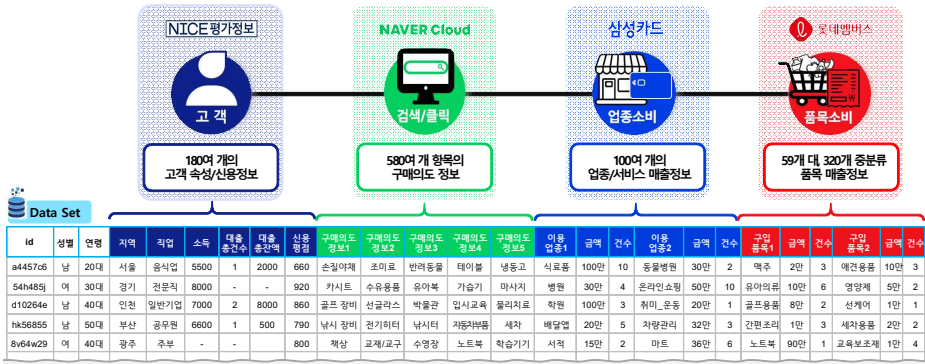 NICE평가정보
NAVER Cloud
삼성카드
롯데멤버스
고 객
검색/클릭
업종소비
품목소비
180여 개의
고객 속성/신용정보
580여 개 항목의
구매의도 정보
100여 개의
업종/서비스 매출정보
59개 대, 320개 중분류
품목 매출정보
Data Set
id 성별 연령 지역 직업 소득 대출 총건수 대출 총잔액 신용 평점 구매의도 정보1 구매의도 정보2 구매의도 정보3 구매의도 정보4 구매의도 정보5 이용 업종1 금액 건수 이용 업종2 금액 건수 구입 품목1 금액 건수 구입 품목2 금액 건수
a4457c6 남 20대 서울 음식업 5500 1 2000 660 손질야채 조미료 반려동물 테이블 냉동고 식료품 100만 10 동물병원 30만 2 맥주 2만 3 애견용품 10만 3
54h485j 여 30대 경기 전문직 8000 - - 920 카시트 수유용품 유아복 가습기 마사지 병원 30만 4 온라인쇼핑 50만 10 유아의류 10만 6 영양제 5만 2
d10264e 남 40대 인천 일반기업 7000 2 8000 860 골프 장비 선글라스 박물관 입시교육 물리치료 학원 100만 3 취미_운동 20만 1 골프용품 8만 2 선케어 1만 1
hk56855 남 50대 부산 공무원 6600 1 500 790 낚시 장비 전기히터 낚시터 자동차부품 세차 배달앱 20만 5 차량관리 32만 3 간편조리 1만 3 세차용품 2만 2
8v64w29 여 40대 광주 주부 - - 800 책상 교재/교구 수영장 노트북 학습기기 서적 15만 2 마트 36만 6 노트북 90만 1 교육보조재 1만 4